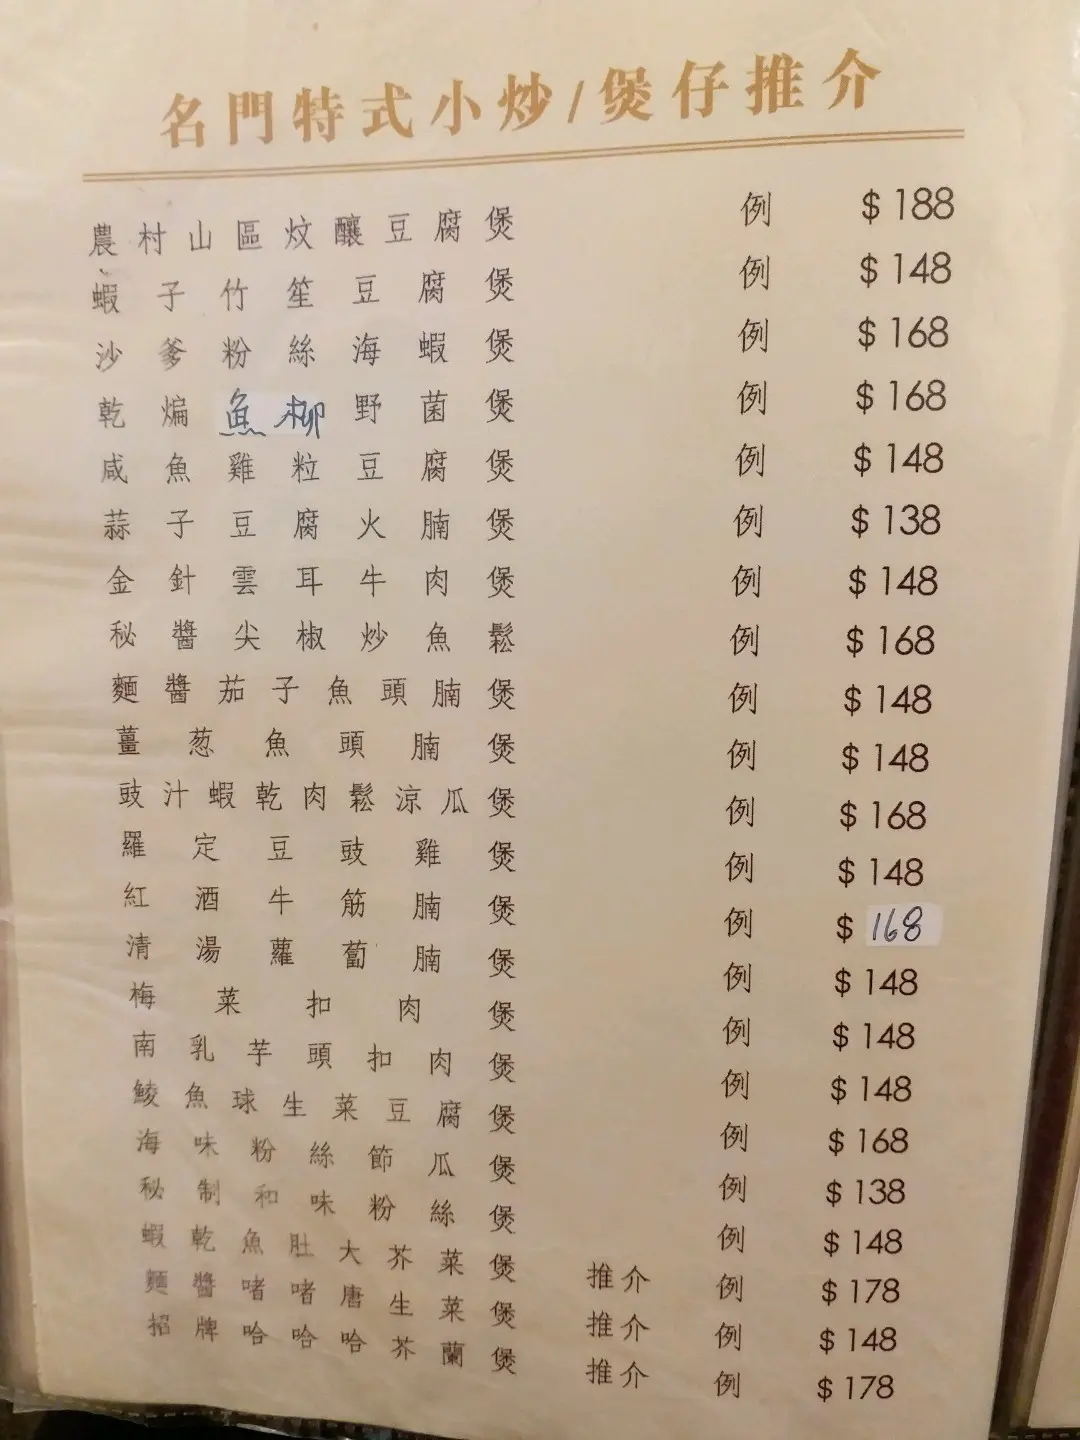 名門特式小炒/煲仔推介
農村山區炆釀豆腐煲 例 $188
蝦子竹笙豆腐煲 例 $148
沙爹粉絲海蝦煲 例 $168
乾煸魚柳野菌煲 例 $168
咸魚雞粒豆腐煲 例 $148
蒜子豆腐火腩煲 例 $138
金針雲耳牛肉煲 例 $148
秘醬尖椒炒魚鬆 例 $168
麵醬茄子魚頭腩煲 例 $148
薑葱魚頭腩煲 例 $148
豉汁蝦乾肉鬆涼瓜煲 例 $168
羅定豆豉雞煲 例 $148
紅酒牛筋腩煲 例 $168
清湯蘿蔔腩煲 例 $148
梅菜扣肉煲 例 $148
南乳芋頭扣肉煲 例 $148
鯪魚球生菜豆腐煲 例 $168
海味粉絲節瓜煲 例 $138
秘制和味粉絲煲 例 $148
蝦乾魚肚大芥菜煲 推介 例 $178
麵醬啫啫唐生菜煲 推介 例 $148
招牌哈哈哈芥蘭煲 推介 例 $178